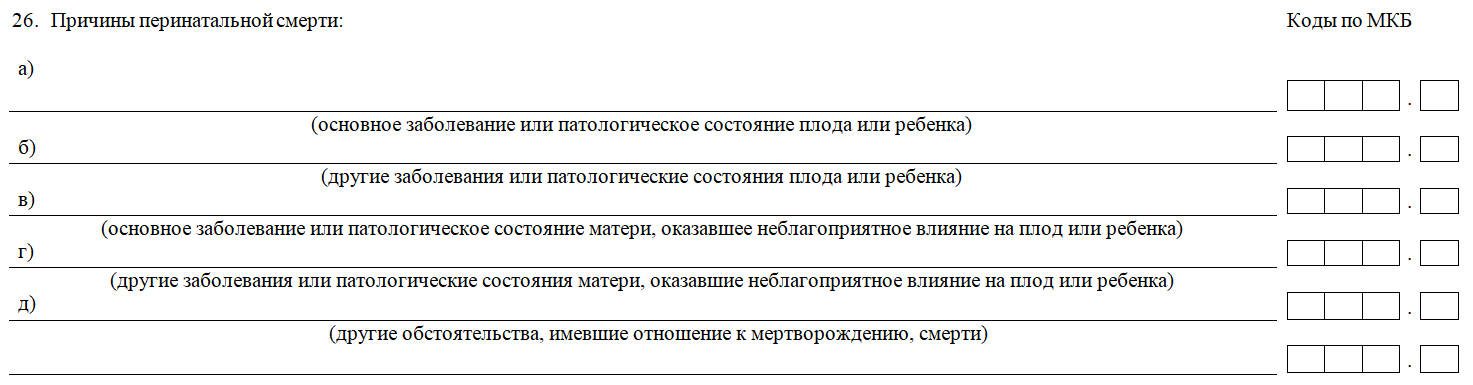 26. Причины перинатальной смерти: Коды по МКБ
а)
.
(основное заболевание или патологическое состояние плода или ребенка)
б) .
(другие заболевания или патологические состояния плода или ребенка)
в) .
(основное заболевание или патологическое состояние матери, оказавшее неблагоприятное влияние на плод или ребенка)
г) .
(другие заболевания или патологические состояния матери, оказавшие неблагоприятное влияние на плод или ребенка)
д) .
(другие обстоятельства, имевшие отношение к мертворождению, смерти)
.